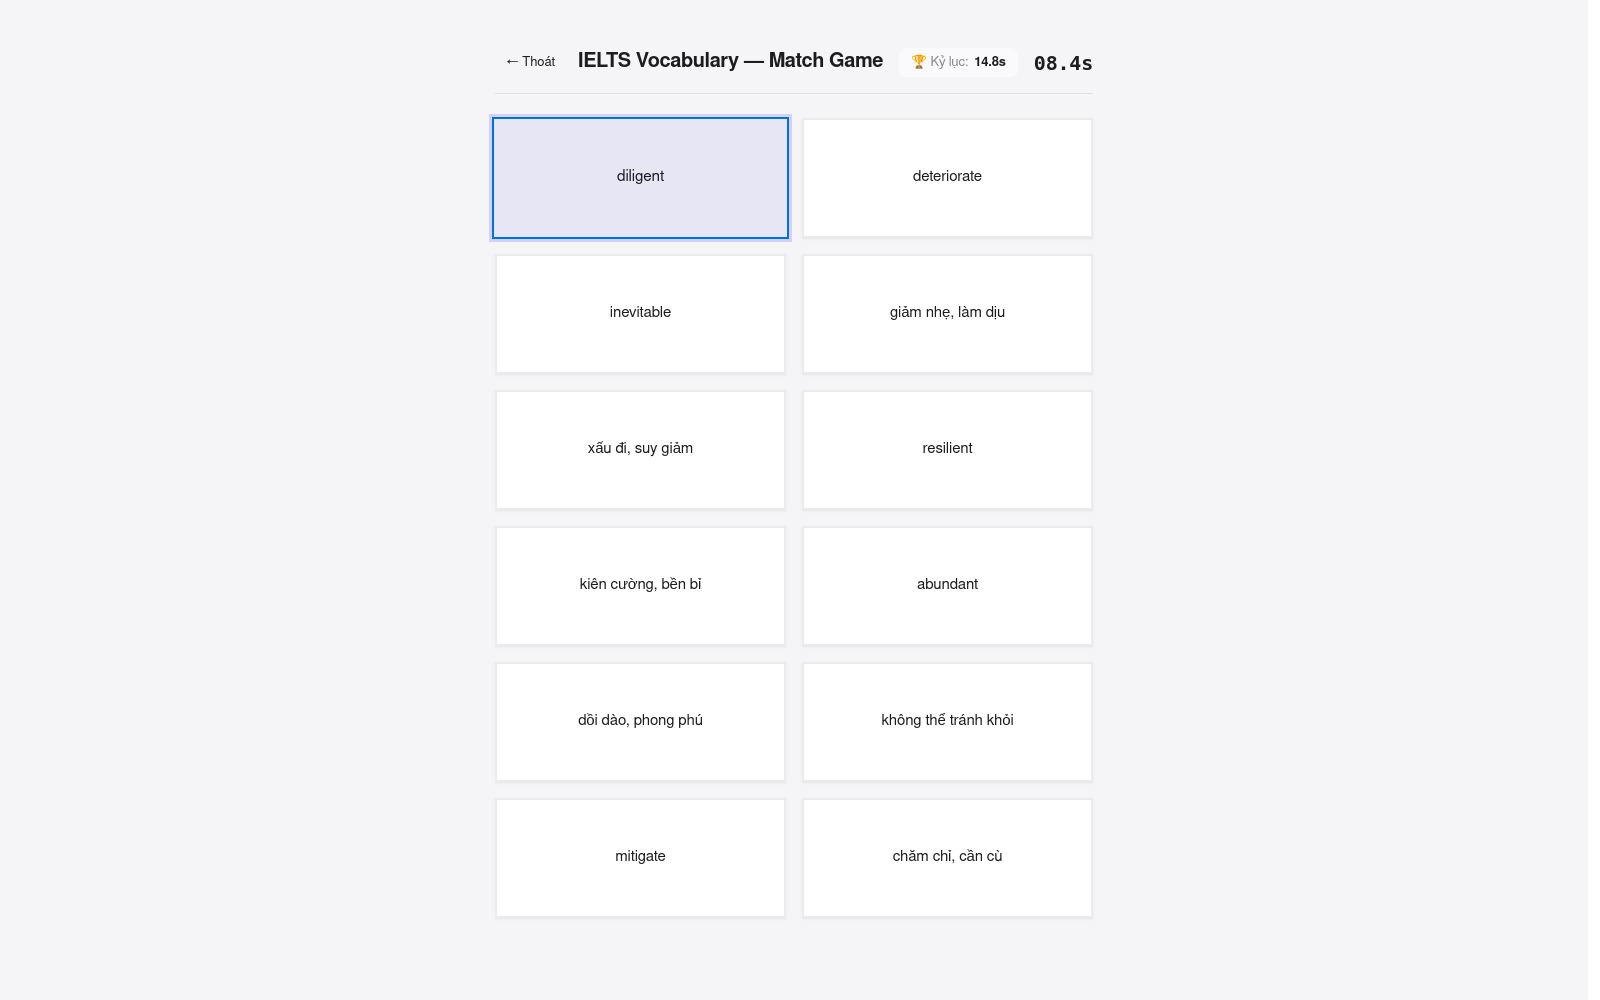 ← Thoát IELTS Vocabulary — Match Game 🏆 Kỷ lục: 14.8s 08.4s
diligent
deteriorate
inevitable
giảm nhẹ, làm dịu
xấu đi, suy giảm
resilient
kiên cường, bền bỉ
abundant
dồi dào, phong phú
không thể tránh khỏi
mitigate
chăm chỉ, cần cù